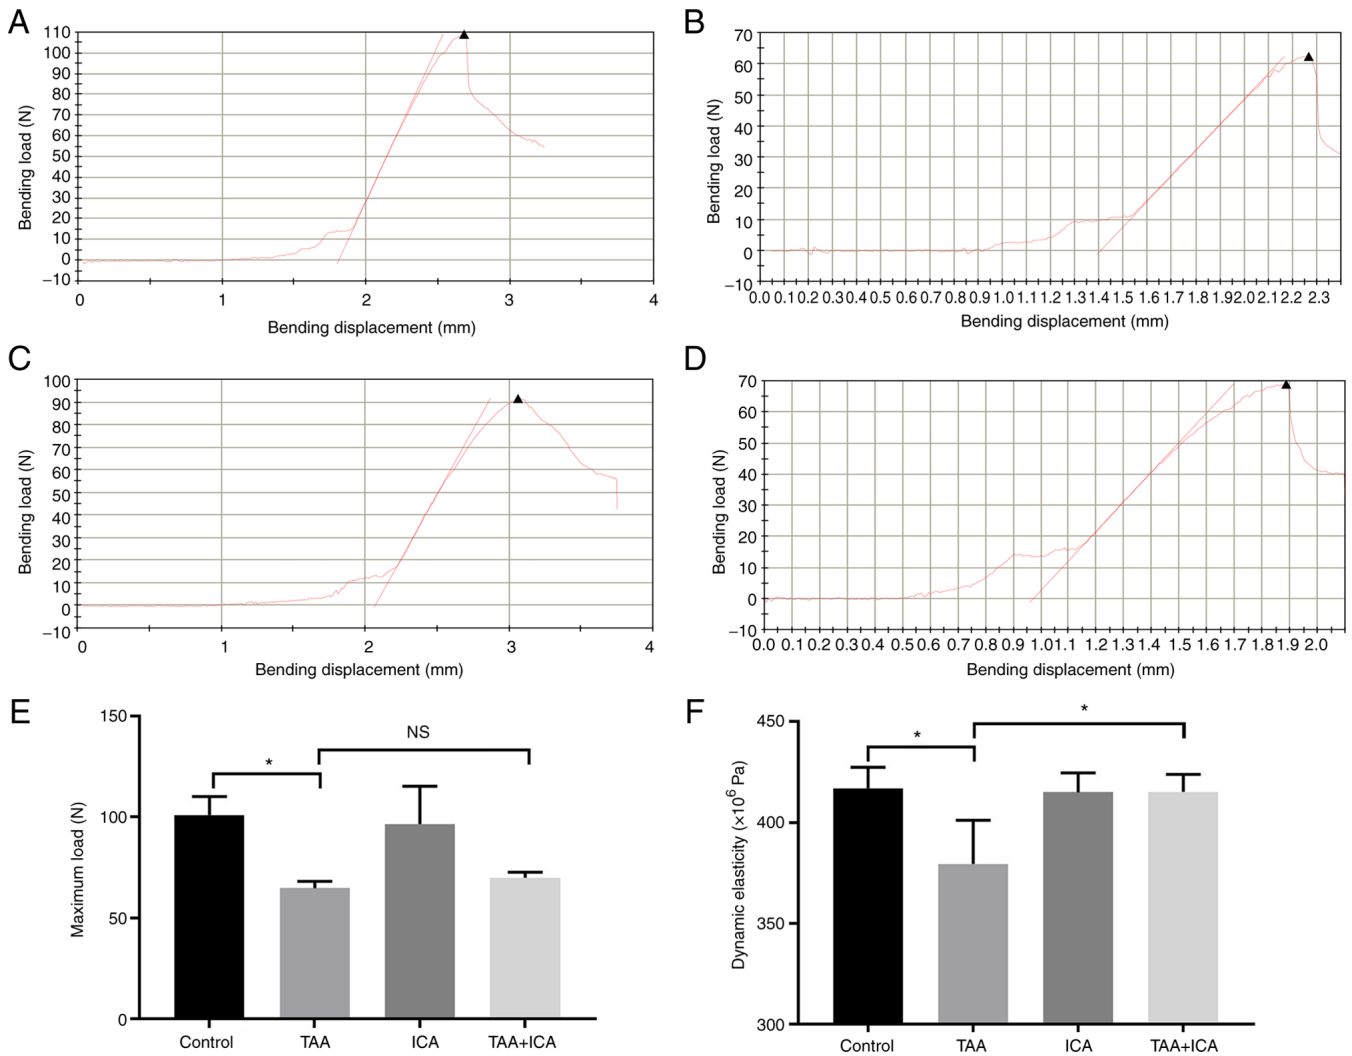 A
Bending load (N)
110
100
90
80
70
60
50
40
30
20
10
0
−10
0 1 2 3 4
Bending displacement (mm)
B
Bending load (N)
70
60
50
40
30
20
10
0
−10
0.0 0.1 0.2 0.3 0.4 0.5 0.6 0.7 0.8 0.9 1.0 1.1 1.2 1.3 1.4 1.5 1.6 1.7 1.8 1.9 2.0 2.1 2.2 2.3
Bending displacement (mm)
C
Bending load (N)
100
90
80
70
60
50
40
30
20
10
0
−10
0 1 2 3 4
Bending displacement (mm)
D
Bending load (N)
70
60
50
40
30
20
10
0
−10
0.0 0.1 0.2 0.3 0.4 0.5 0.6 0.7 0.8 0.9 1.0 1.1 1.2 1.3 1.4 1.5 1.6 1.7 1.8 1.9 2.0
Bending displacement (mm)
E
Maximum load (N)
150
100
50
0
*
NS
Control TAA ICA TAA+ICA
F
Dynamic elasticity (×10⁶ Pa)
450
400
350
300
*
*
Control TAA ICA TAA+ICA